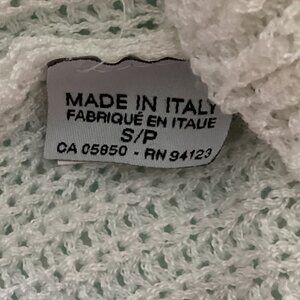 MADE IN ITALY
FABRIQUÉ EN ITALIE
S/P
CA 05850 - RN 94123